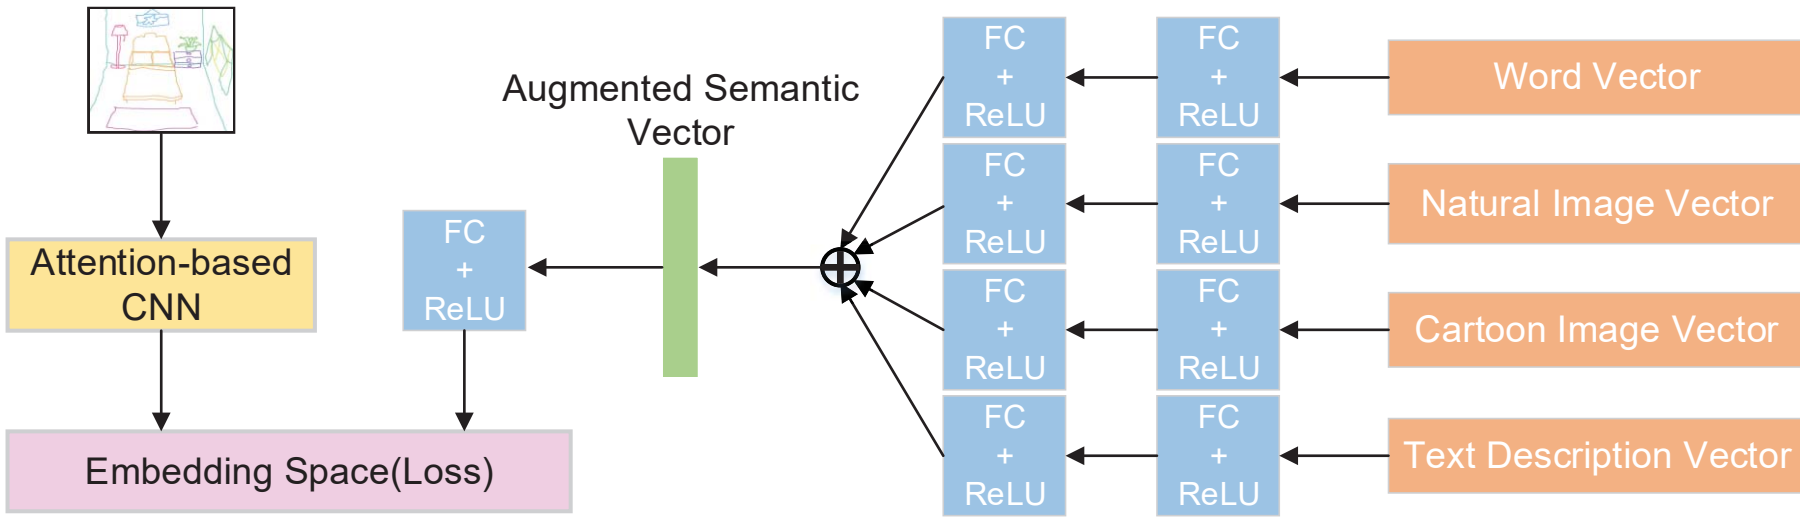 Augmented Semantic
Vector
Attention-based
CNN
Embedding Space(Loss)
FC
+
ReLU
FC
+
ReLU
FC
+
ReLU
Word Vector
FC
+
ReLU
FC
+
ReLU
Natural Image Vector
FC
+
ReLU
FC
+
ReLU
Cartoon Image Vector
FC
+
ReLU
FC
+
ReLU
Text Description Vector